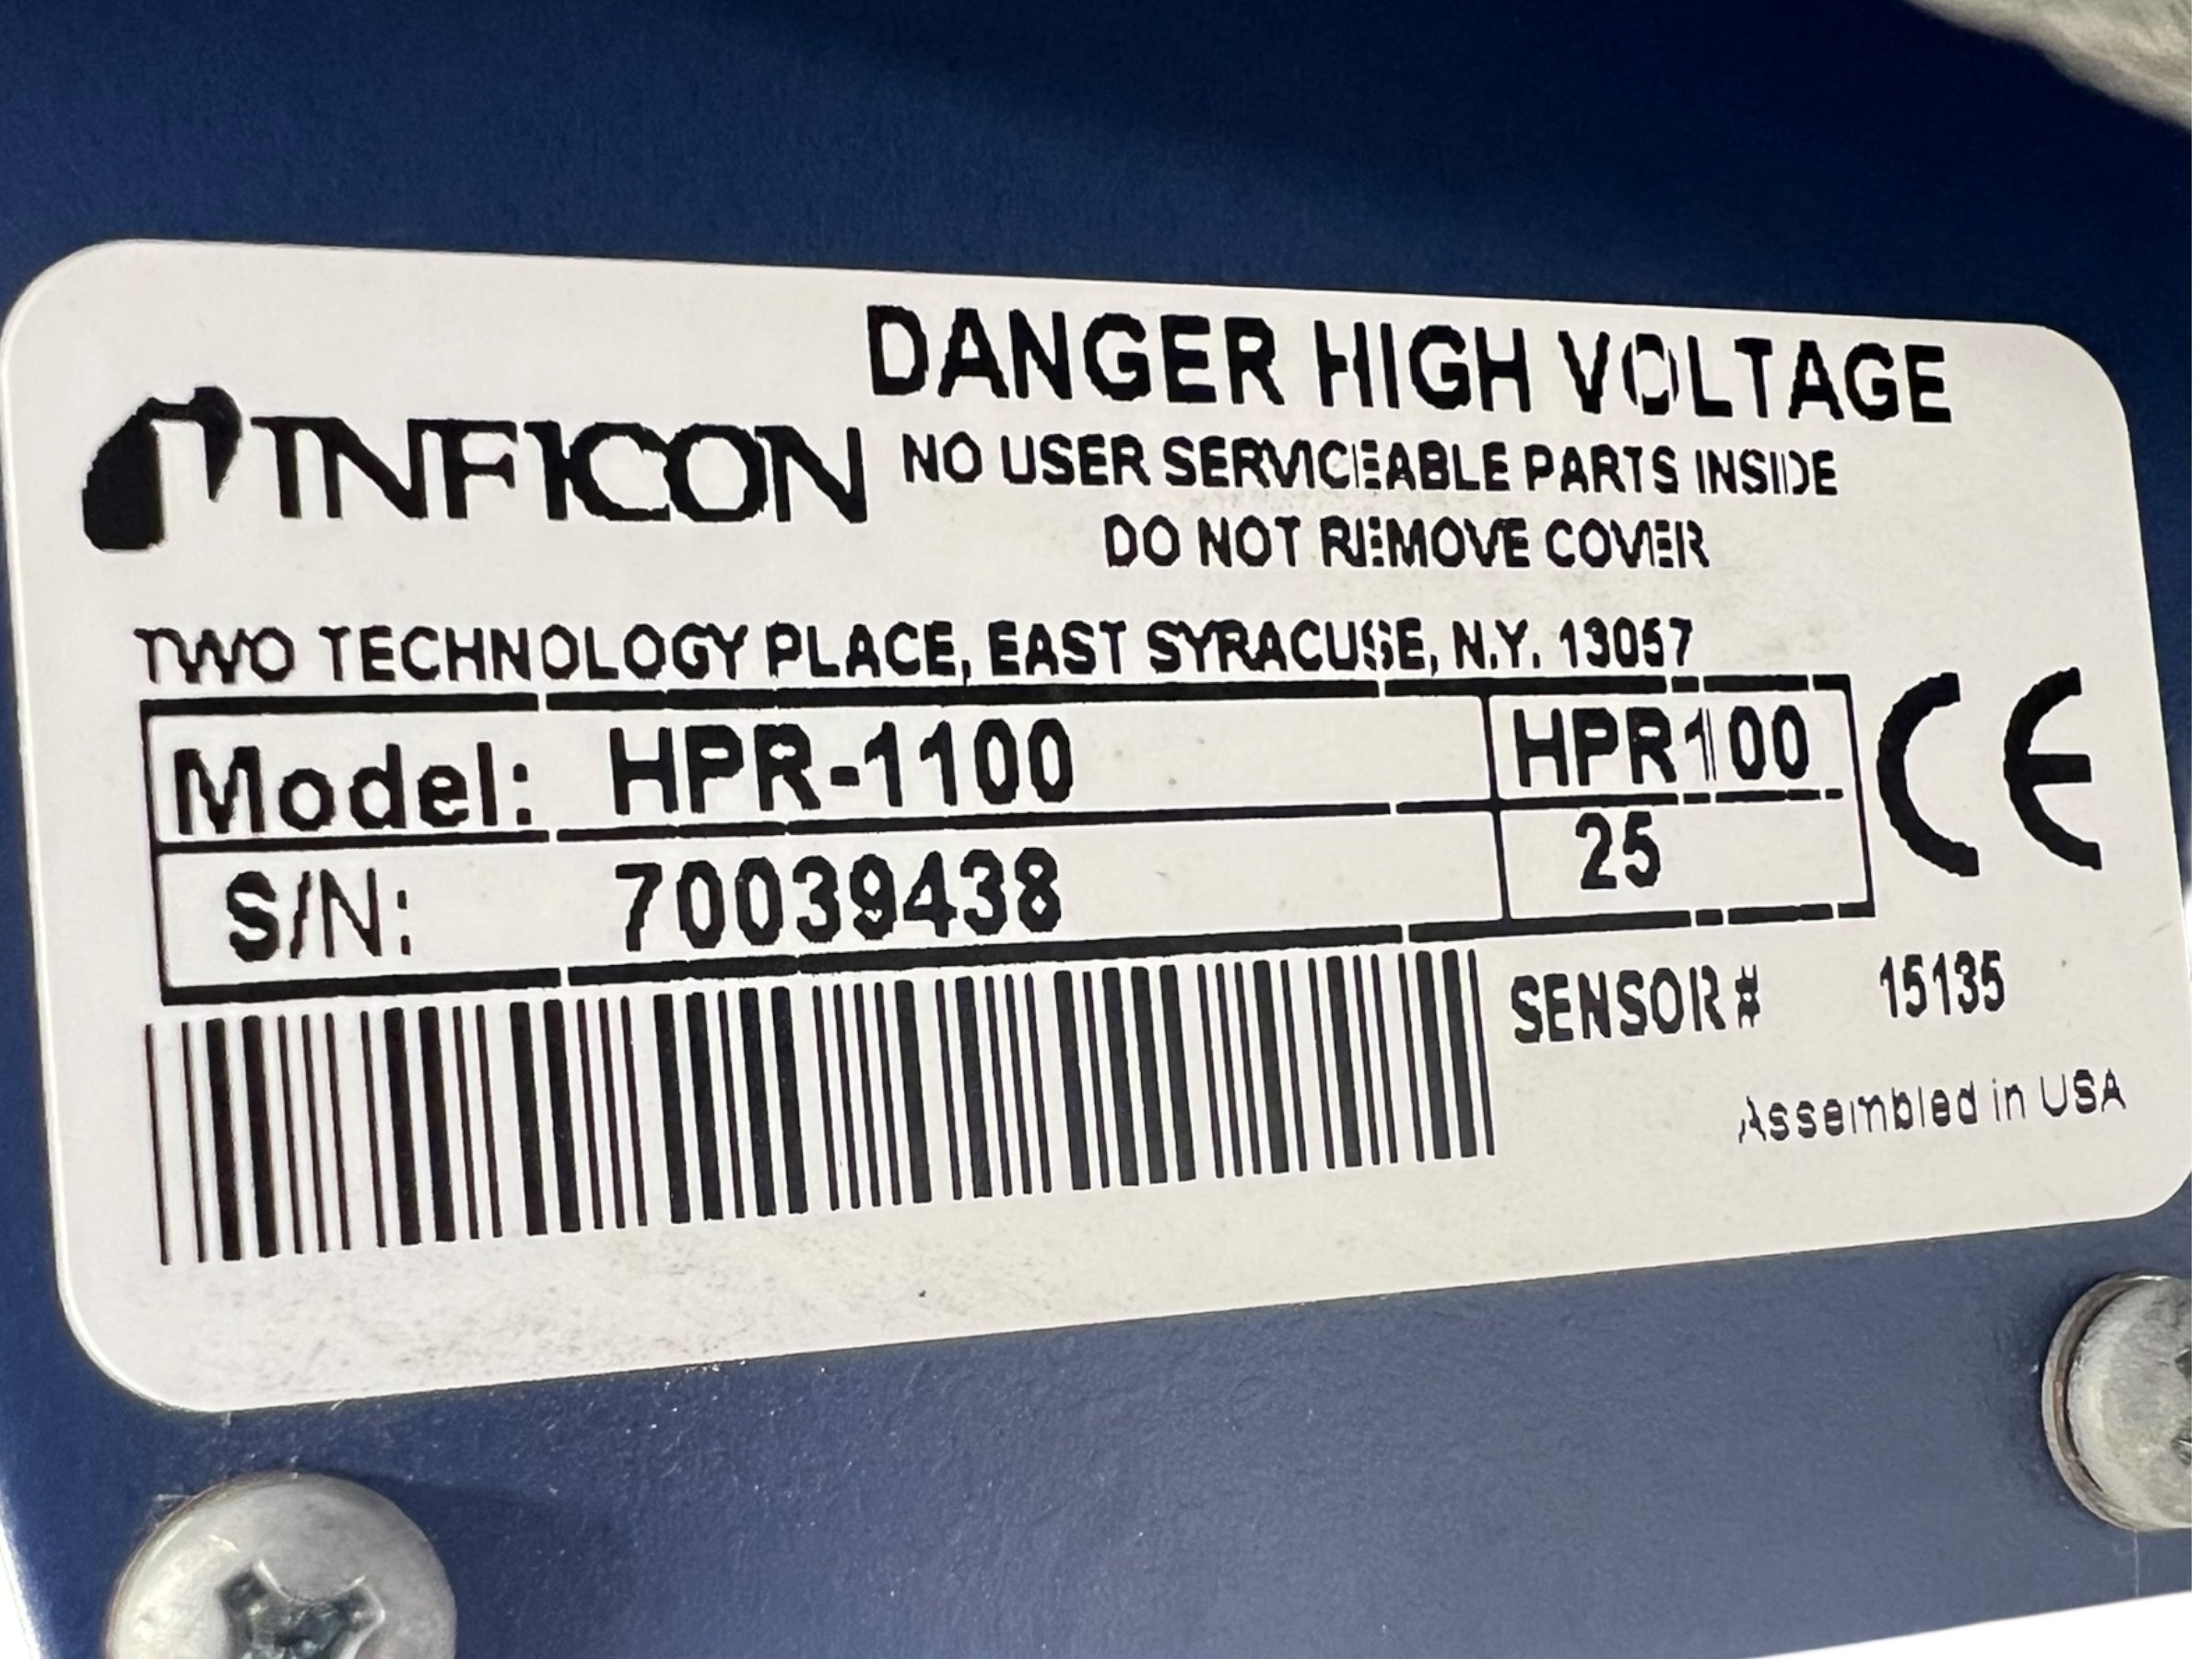 DANGER HIGH VOLTAGE
INFICON
NO USER SERVICEABLE PARTS INSIDE
DO NOT REMOVE COVER
TWO TECHNOLOGY PLACE, EAST SYRACUSE, N.Y. 13057
Model: HPR-1100 HPR100
S/N: 70039438 25
CE
SENSOR # 15135
Assembled in USA